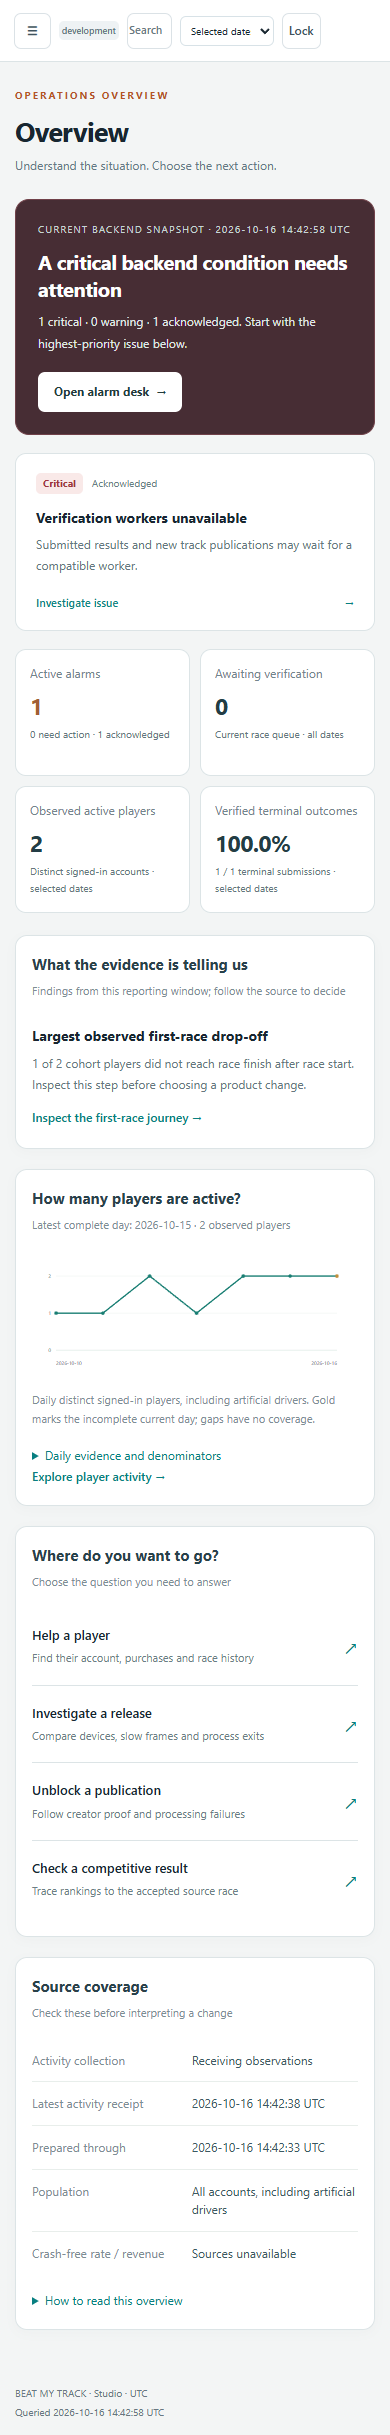 ☰ development Search Selected date Lock
OPERATIONS OVERVIEW
Overview
Understand the situation. Choose the next action.
CURRENT BACKEND SNAPSHOT · 2026-10-16 14:42:58 UTC
A critical backend condition needs
attention
1 critical · 0 warning · 1 acknowledged. Start with the
highest-priority issue below.
Open alarm desk →
Critical Acknowledged
Verification workers unavailable
Submitted results and new track publications may wait for a
compatible worker.
Investigate issue →
Active alarms
1
0 need action · 1 acknowledged
Awaiting verification
0
Current race queue · all dates
Observed active players
2
Distinct signed-in accounts ·
selected dates
Verified terminal outcomes
100.0%
1 / 1 terminal submissions ·
selected dates
What the evidence is telling us
Findings from this reporting window; follow the source to decide
Largest observed first-race drop-off
1 of 2 cohort players did not reach race finish after race start.
Inspect this step before choosing a product change.
Inspect the first-race journey →
How many players are active?
Latest complete day: 2026-10-15 · 2 observed players
2
1
0
2026-10-10 2026-10-16
Daily distinct signed-in players, including artificial drivers. Gold
marks the incomplete current day; gaps have no coverage.
▶ Daily evidence and denominators
Explore player activity →
Where do you want to go?
Choose the question you need to answer
Help a player
Find their account, purchases and race history ↗
Investigate a release
Compare devices, slow frames and process exits ↗
Unblock a publication
Follow creator proof and processing failures ↗
Check a competitive result
Trace rankings to the accepted source race ↗
Source coverage
Check these before interpreting a change
Activity collection Receiving observations
Latest activity receipt 2026-10-16 14:42:38 UTC
Prepared through 2026-10-16 14:42:33 UTC
Population All accounts, including artificial
drivers
Crash-free rate / revenue Sources unavailable
▶ How to read this overview
BEAT MY TRACK · Studio · UTC
Queried 2026-10-16 14:42:58 UTC